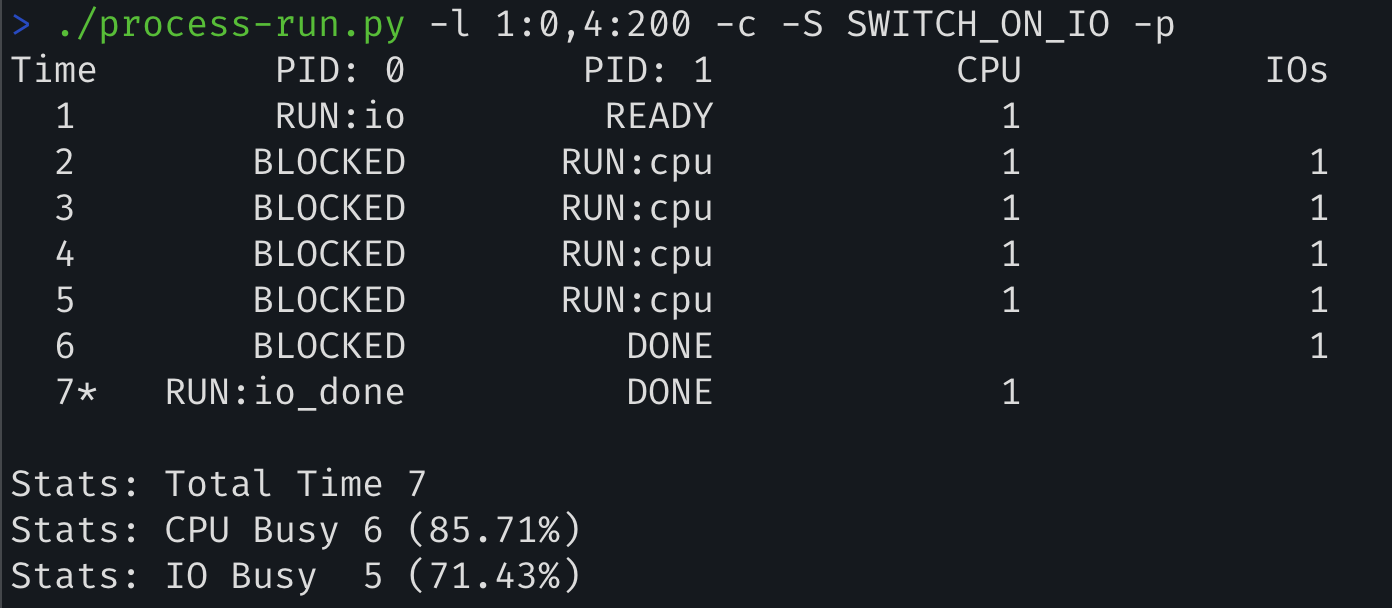 > ./process-run.py -l 1:0,4:200 -c -S SWITCH_ON_IO -p
Time        PID: 0        PID: 1           CPU           IOs
  1         RUN:io         READY             1
  2        BLOCKED       RUN:cpu             1             1
  3        BLOCKED       RUN:cpu             1             1
  4        BLOCKED       RUN:cpu             1             1
  5        BLOCKED       RUN:cpu             1             1
  6        BLOCKED          DONE                           1
  7*   RUN:io_done          DONE             1

Stats: Total Time 7
Stats: CPU Busy 6 (85.71%)
Stats: IO Busy  5 (71.43%)